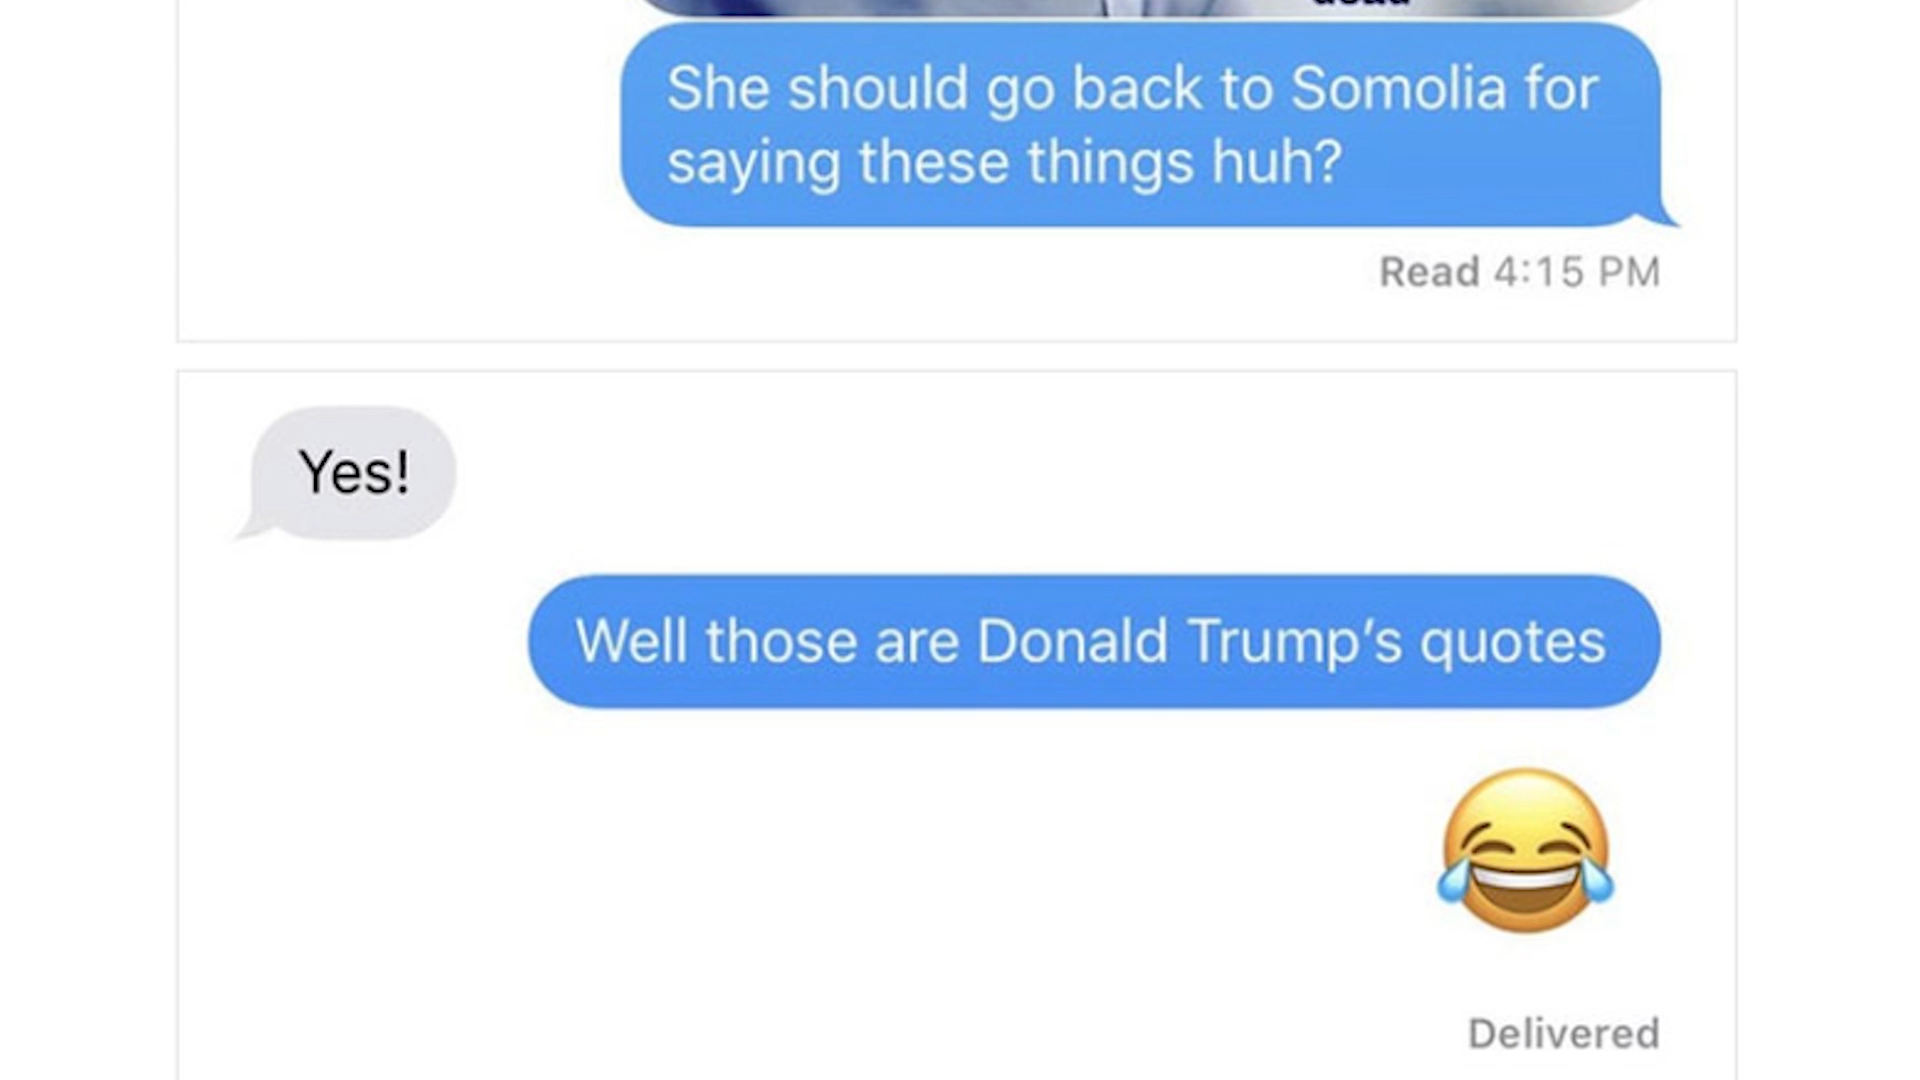 She should go back to Somolia for
saying these things huh?
Read 4:15 PM
Yes!
Well those are Donald Trump's quotes
Delivered